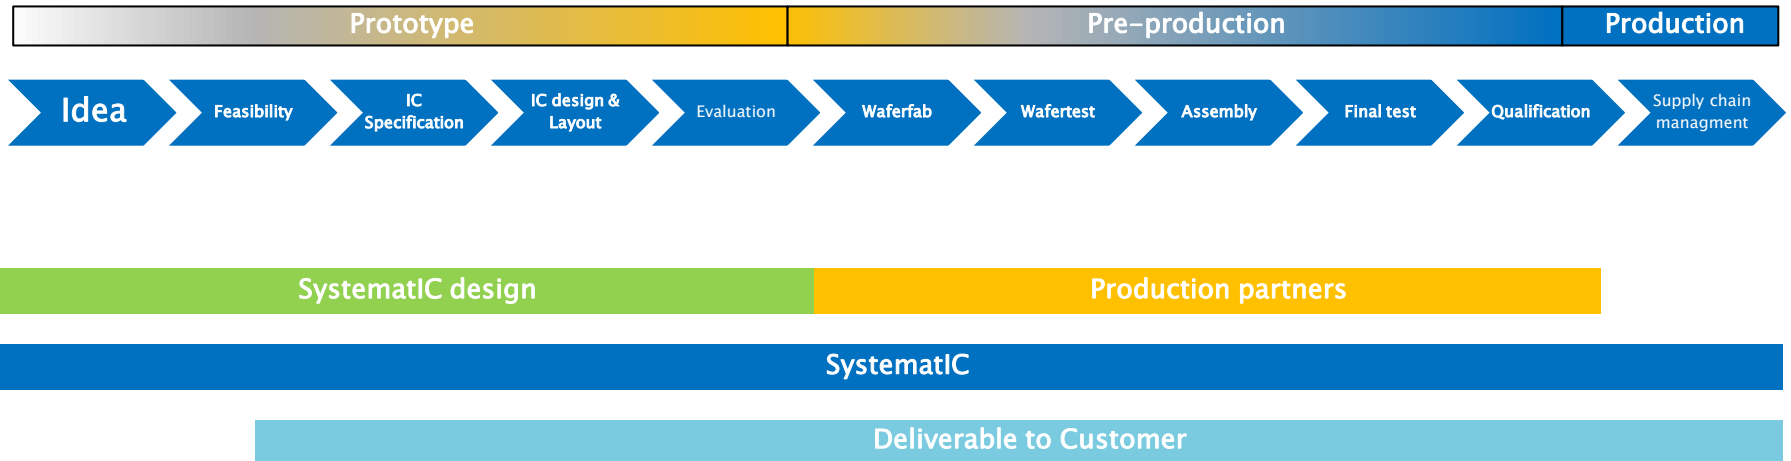 Prototype
Pre-production
Production
Idea
Feasibility
IC
Specification
IC design &
Layout
Evaluation
Waferfab
Wafertest
Assembly
Final test
Qualification
Supply chain
managment
SystematIC design
Production partners
SystematIC
Deliverable to Customer